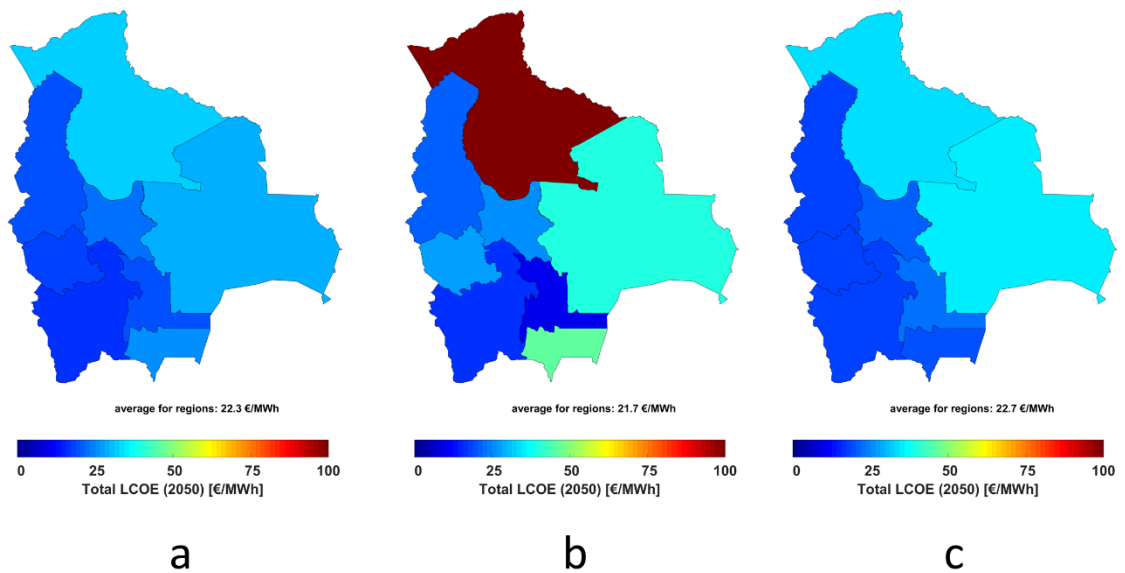 average for regions: 22.3 €/MWh
average for regions: 21.7 €/MWh
average for regions: 22.7 €/MWh
0 25 50 75 100
0 25 50 75 100
0 25 50 75 100
Total LCOE (2050) [€/MWh]
Total LCOE (2050) [€/MWh]
Total LCOE (2050) [€/MWh]
a
b
c